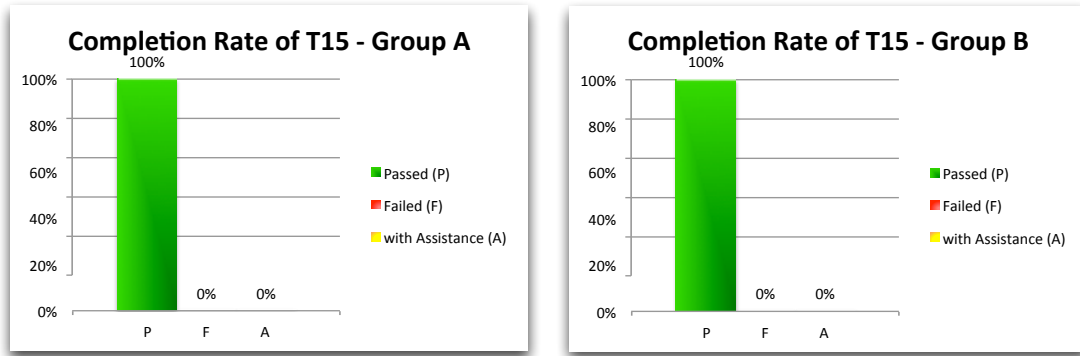 Completion Rate of T15 - Group A
100%
100%
80%
60%
40%
20%
0%
0%
0%
P
F
A
Passed (P)
Failed (F)
with Assistance (A)
Completion Rate of T15 - Group B
100%
100%
80%
60%
40%
20%
0%
0%
0%
P
F
A
Passed (P)
Failed (F)
with Assistance (A)